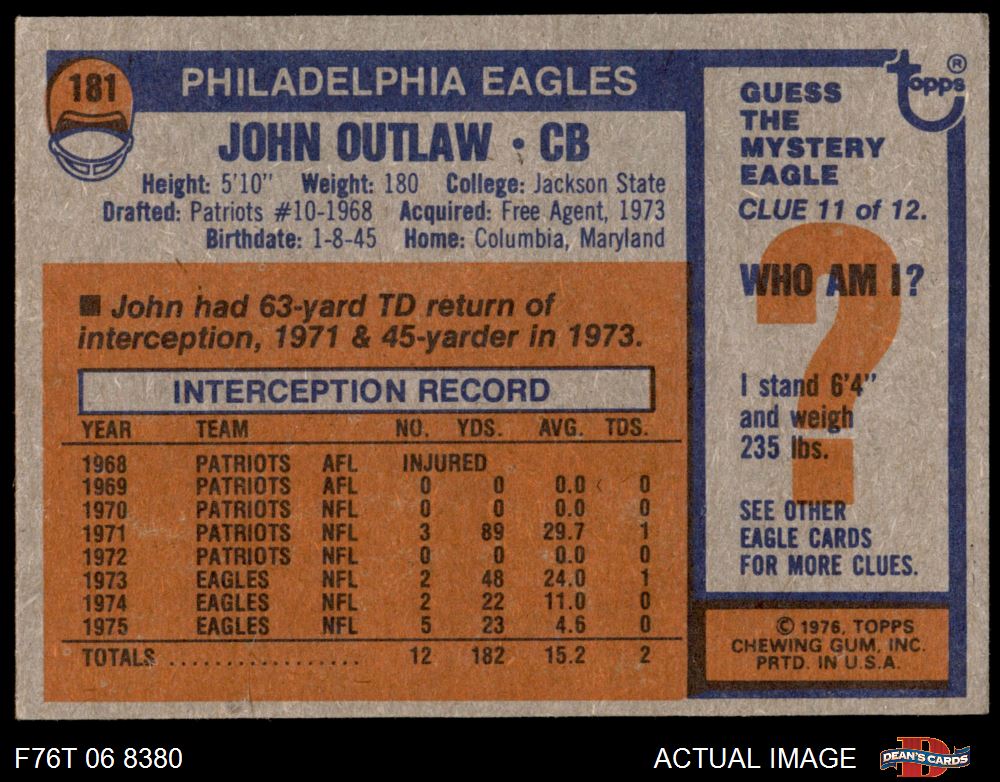 181
PHILADELPHIA EAGLES
JOHN OUTLAW • CB
Height: 5'10" Weight: 180 College: Jackson State
Drafted: Patriots #10-1968 Acquired: Free Agent, 1973
Birthdate: 1-8-45 Home: Columbia, Maryland
■ John had 63-yard TD return of
interception, 1971 & 45-yarder in 1973.
INTERCEPTION RECORD
YEAR TEAM NO. YDS. AVG. TDS.
1968 PATRIOTS AFL INJURED
1969 PATRIOTS AFL 0 0 0.0 0
1970 PATRIOTS NFL 0 0 0.0 0
1971 PATRIOTS NFL 3 89 29.7 1
1972 PATRIOTS NFL 0 0 0.0 0
1973 EAGLES NFL 2 48 24.0 1
1974 EAGLES NFL 2 22 11.0 0
1975 EAGLES NFL 5 23 4.6 0
TOTALS .................. 12 182 15.2 2
topps ®
GUESS
THE
MYSTERY
EAGLE
CLUE 11 of 12.
?
WHO AM I?
I stand 6'4"
and weigh
235 lbs.
SEE OTHER
EAGLE CARDS
FOR MORE CLUES.
© 1976, TOPPS
CHEWING GUM, INC.
PRTD. IN U.S.A.
F76T 06 8380
ACTUAL IMAGE
DEAN'S CARDS